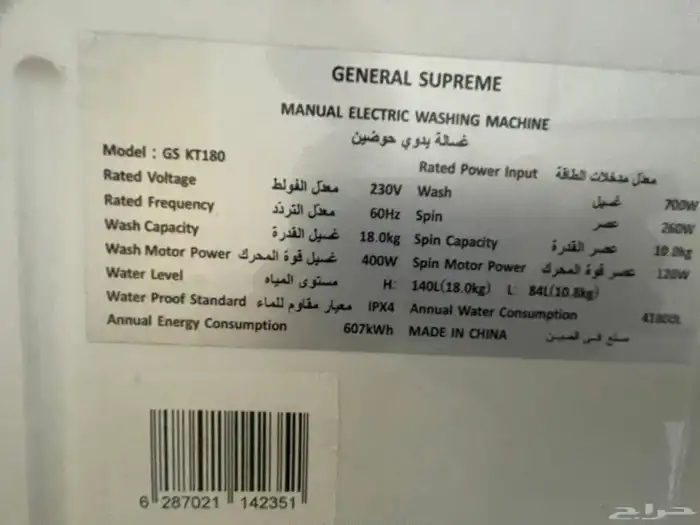 GENERAL SUPREME
MANUAL ELECTRIC WASHING MACHINE
غسالة يدوي حوضين
Model : GS KT180
Rated Power Input معدل مدخلات الطاقة
Rated Voltage معدل الفولط 230V Wash غسيل 700W
Rated Frequency معدل التردد 60Hz Spin عصر 260W
Wash Capacity غسيل القدرة 18.0kg Spin Capacity عصر القدرة 10.0kg
Wash Motor Power غسيل قوة المحرك 400W Spin Motor Power عصر قوة المحرك 120W
Water Level مستوى المياه H: 140L(18.0kg) L: 84L(10.8kg)
Water Proof Standard معيار مقاوم للماء IPX4 Annual Water Consumption
Annual Energy Consumption 607kWh MADE IN CHINA صنع في الصين
6 287021 142351
حراج